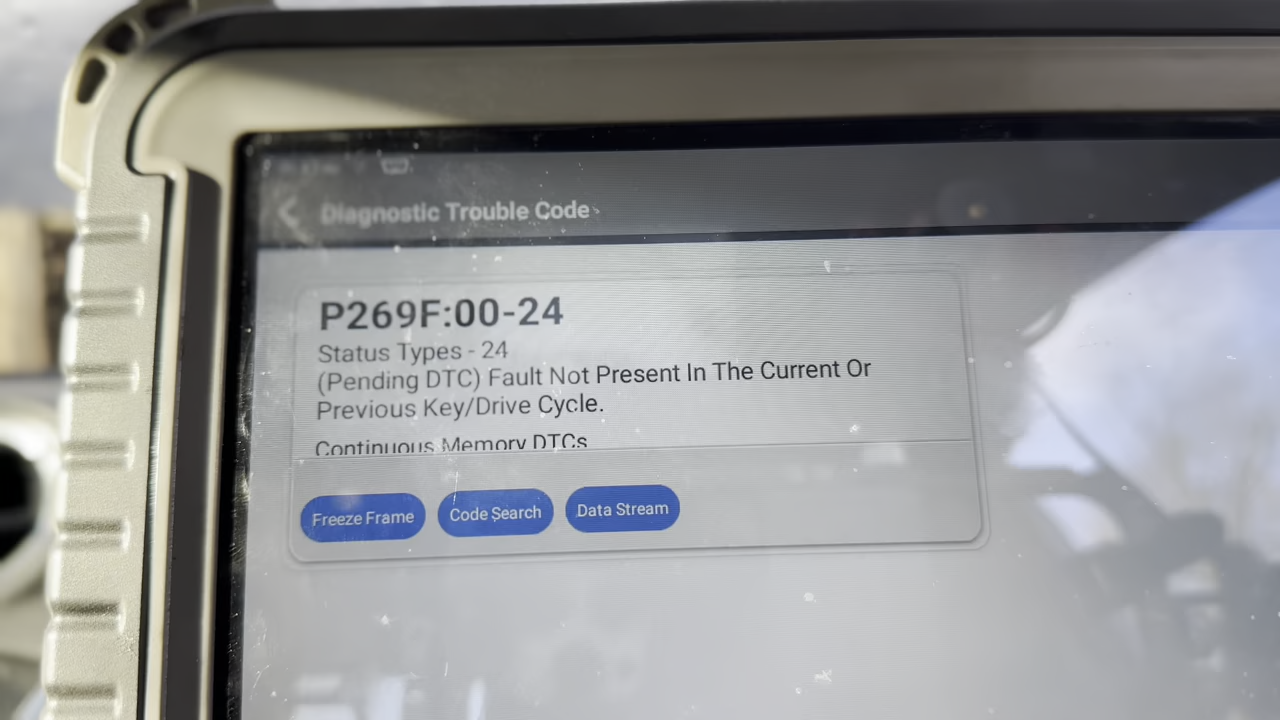 Diagnostic Trouble Code
P269F:00-24
Status Types - 24
(Pending DTC) Fault Not Present In The Current Or
Previous Key/Drive Cycle.
Continuous Memory DTCs
Freeze Frame
Code Search
Data Stream